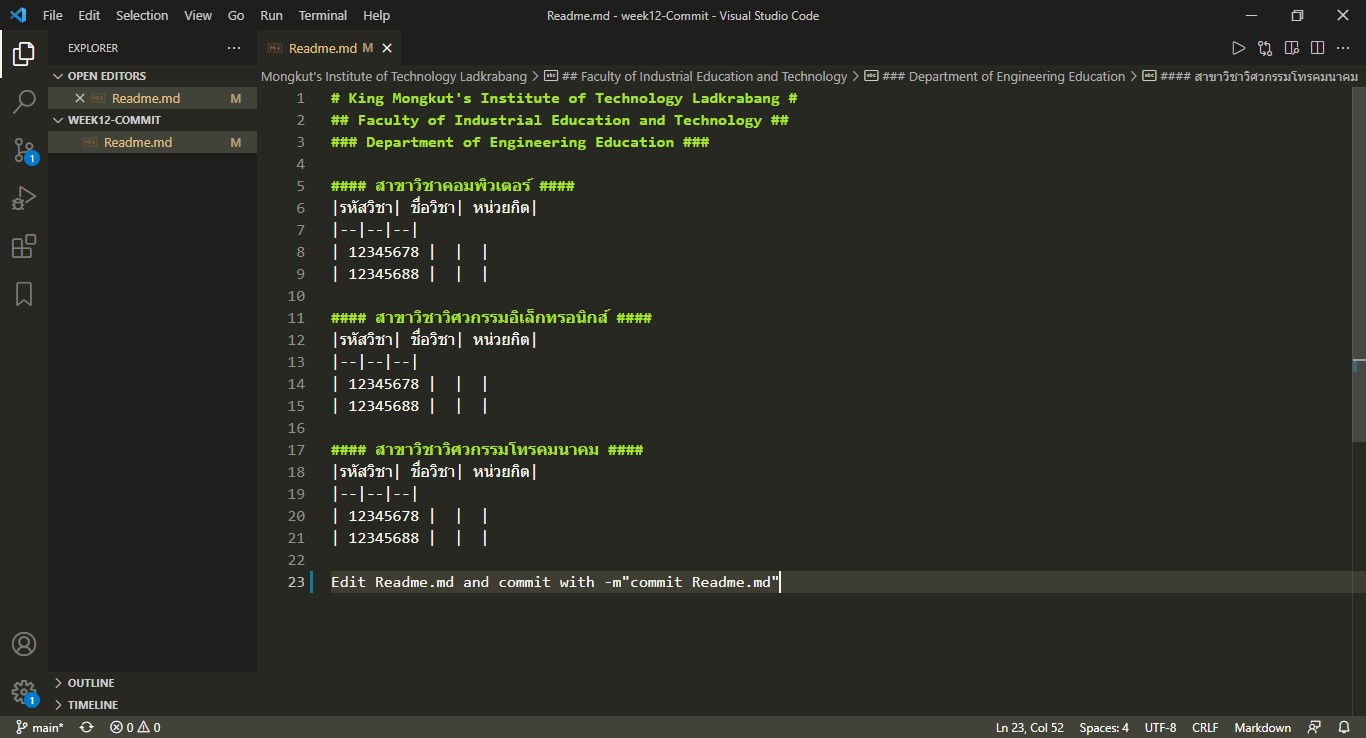 File Edit Selection View Go Run Terminal Help
Readme.md - week12-Commit - Visual Studio Code
EXPLORER
OPEN EDITORS
Readme.md M
WEEK12-COMMIT
Readme.md M
OUTLINE
TIMELINE
Readme.md M
Mongkut's Institute of Technology Ladkrabang > ## Faculty of Industrial Education and Technology > ### Department of Engineering Education > #### สาขาวิชาวิศวกรรมโทรคมนาคม
1 # King Mongkut's Institute of Technology Ladkrabang #
2 ## Faculty of Industrial Education and Technology ##
3 ### Department of Engineering Education ###
4
5 #### สาขาวิชาคอมพิวเตอร์ ####
6 |รหัสวิชา| ชื่อวิชา| หน่วยกิต|
7 |--|--|--|
8 | 12345678 | | |
9 | 12345688 | | |
10
11 #### สาขาวิชาวิศวกรรมอิเล็กทรอนิกส์ ####
12 |รหัสวิชา| ชื่อวิชา| หน่วยกิต|
13 |--|--|--|
14 | 12345678 | | |
15 | 12345688 | | |
16
17 #### สาขาวิชาวิศวกรรมโทรคมนาคม ####
18 |รหัสวิชา| ชื่อวิชา| หน่วยกิต|
19 |--|--|--|
20 | 12345678 | | |
21 | 12345688 | | |
22
23 Edit Readme.md and commit with -m"commit Readme.md"
1
1
main* 0 0
Ln 23, Col 52 Spaces: 4 UTF-8 CRLF Markdown